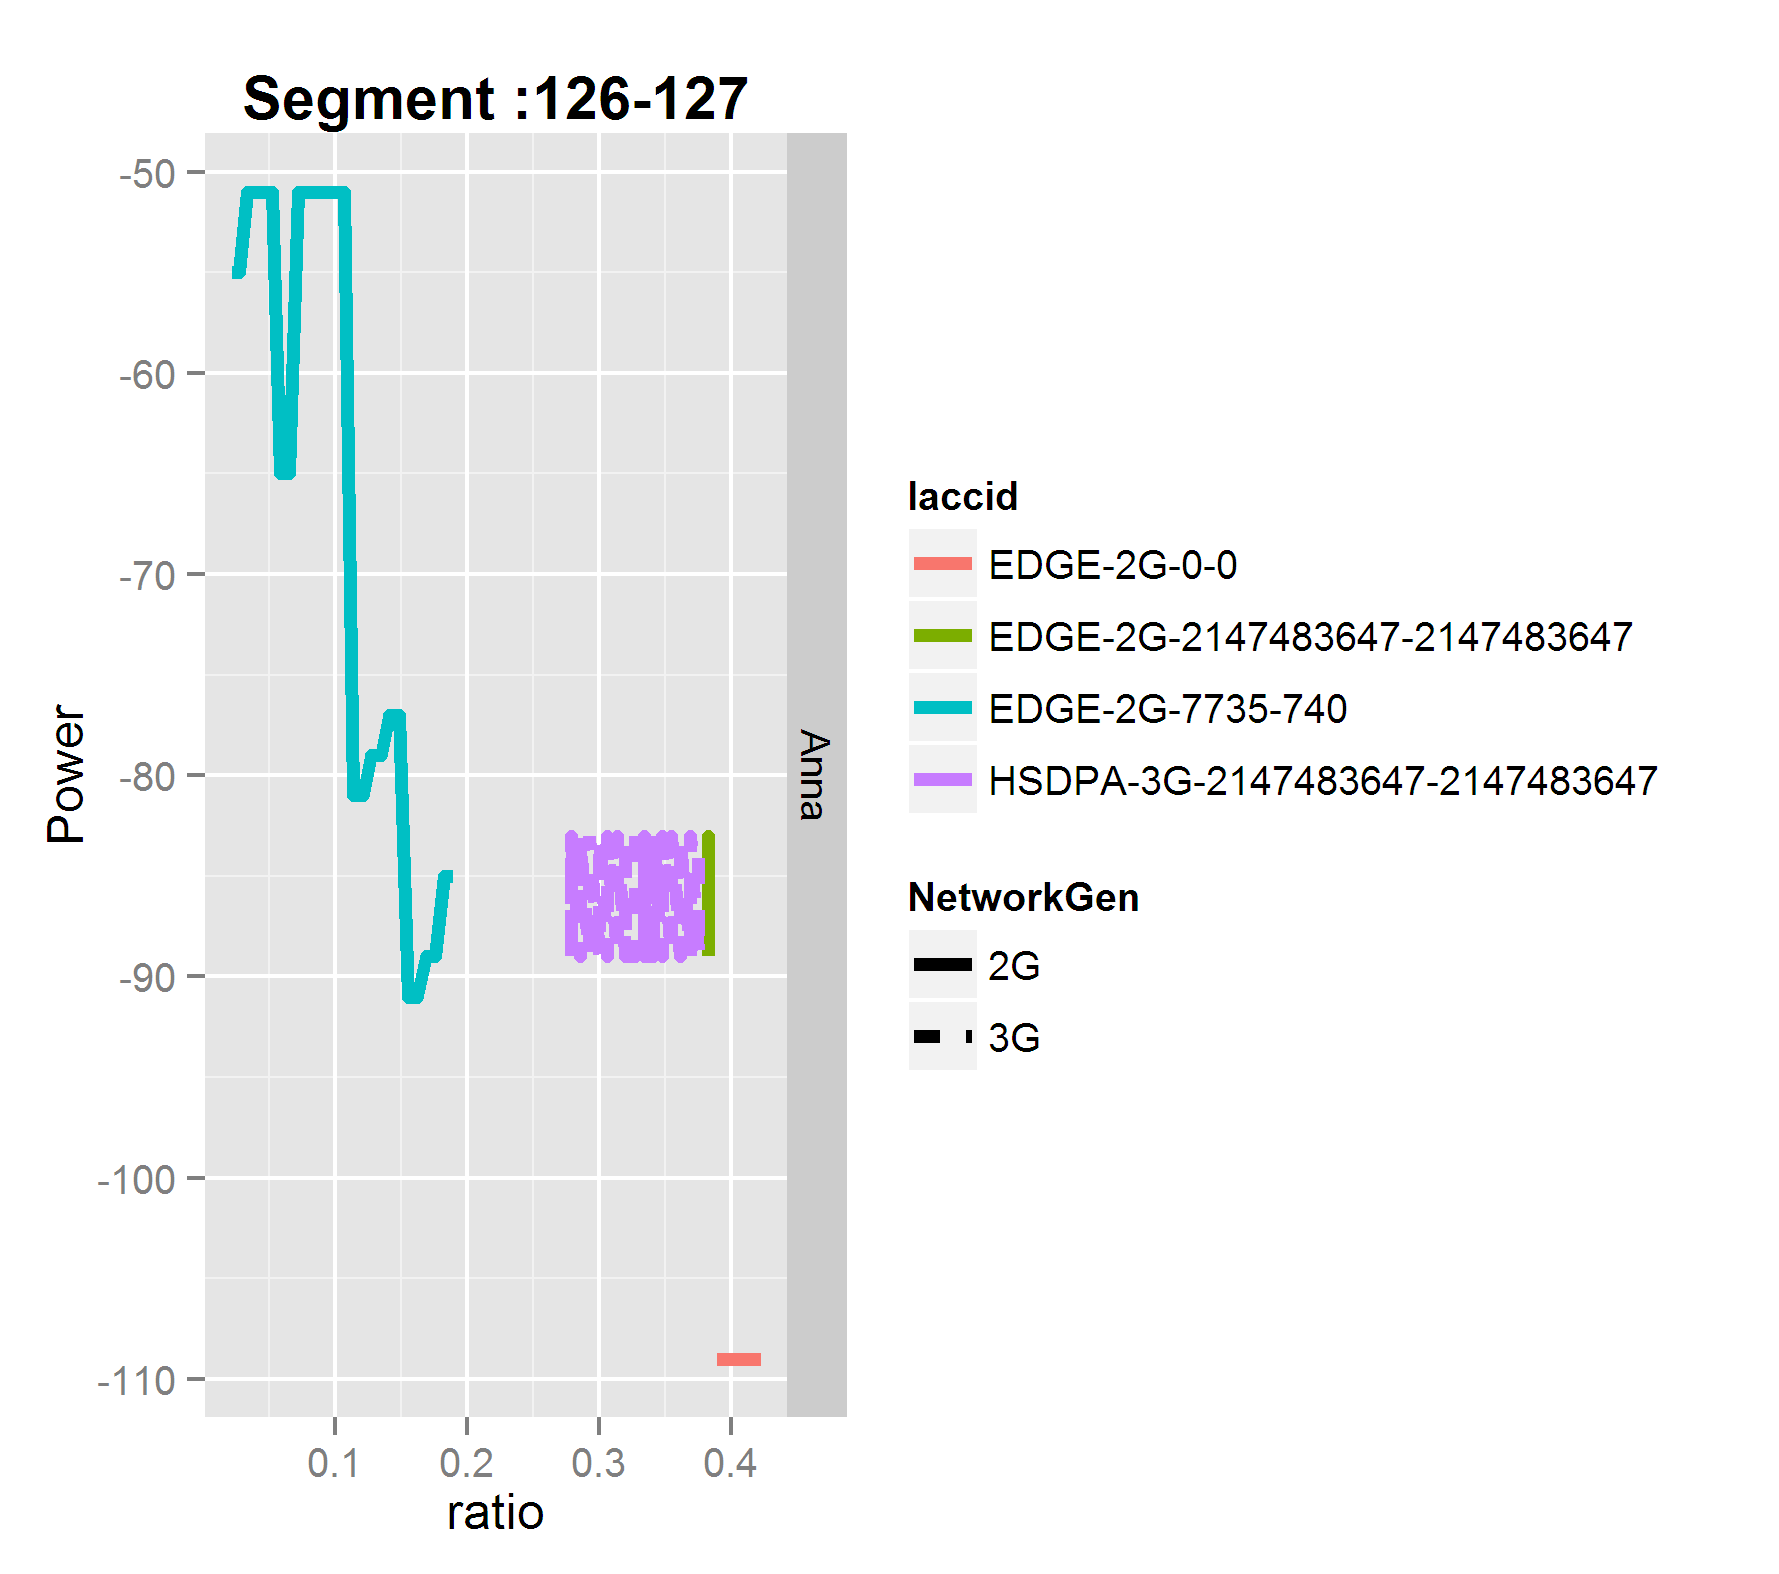 Segment :126-127
-50
-60
-70
-80
-90
-100
-110
Power
0.1 0.2 0.3 0.4
ratio
Anna
laccid
EDGE-2G-0-0
EDGE-2G-2147483647-2147483647
EDGE-2G-7735-740
HSDPA-3G-2147483647-2147483647
NetworkGen
2G
3G